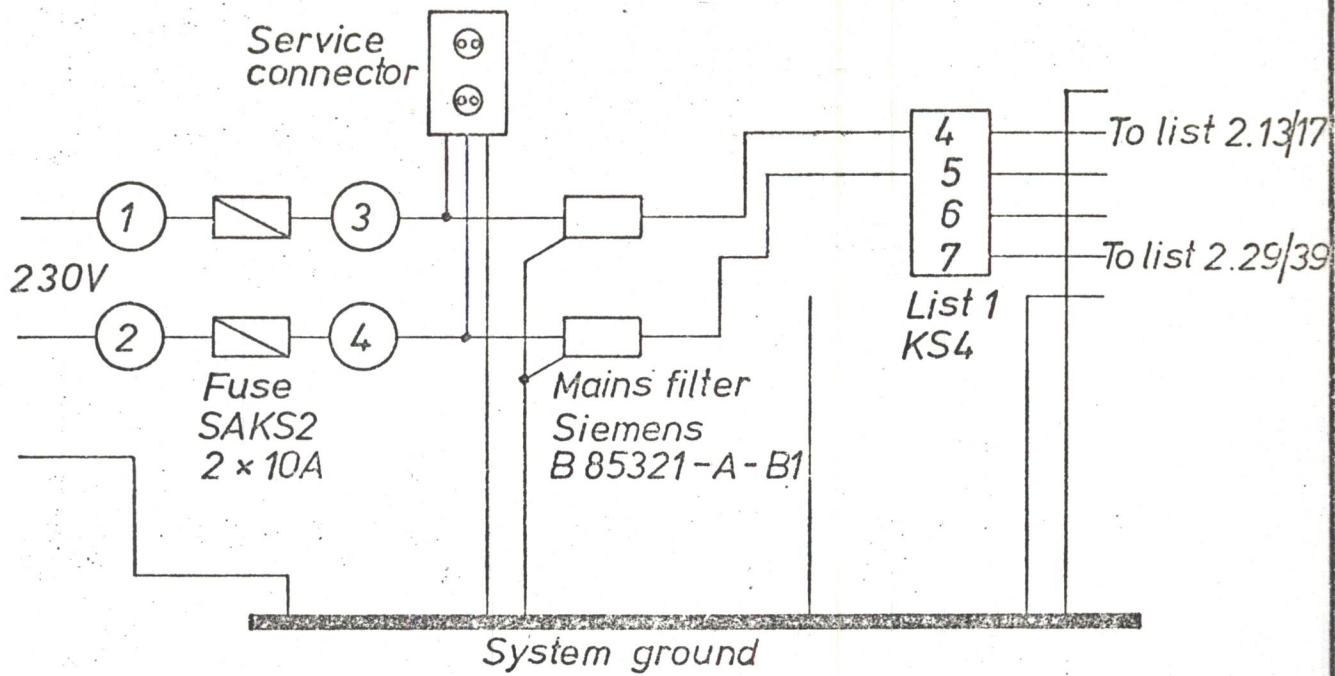 Service
connector
4
To list 2.13/17
5
1
3
6
7
To list 2.29/39
230V
List 1
KS4
2
4
Fuse
SAKS2
2 × 10A
Mains filter
Siemens
B 85321-A-B1
System ground